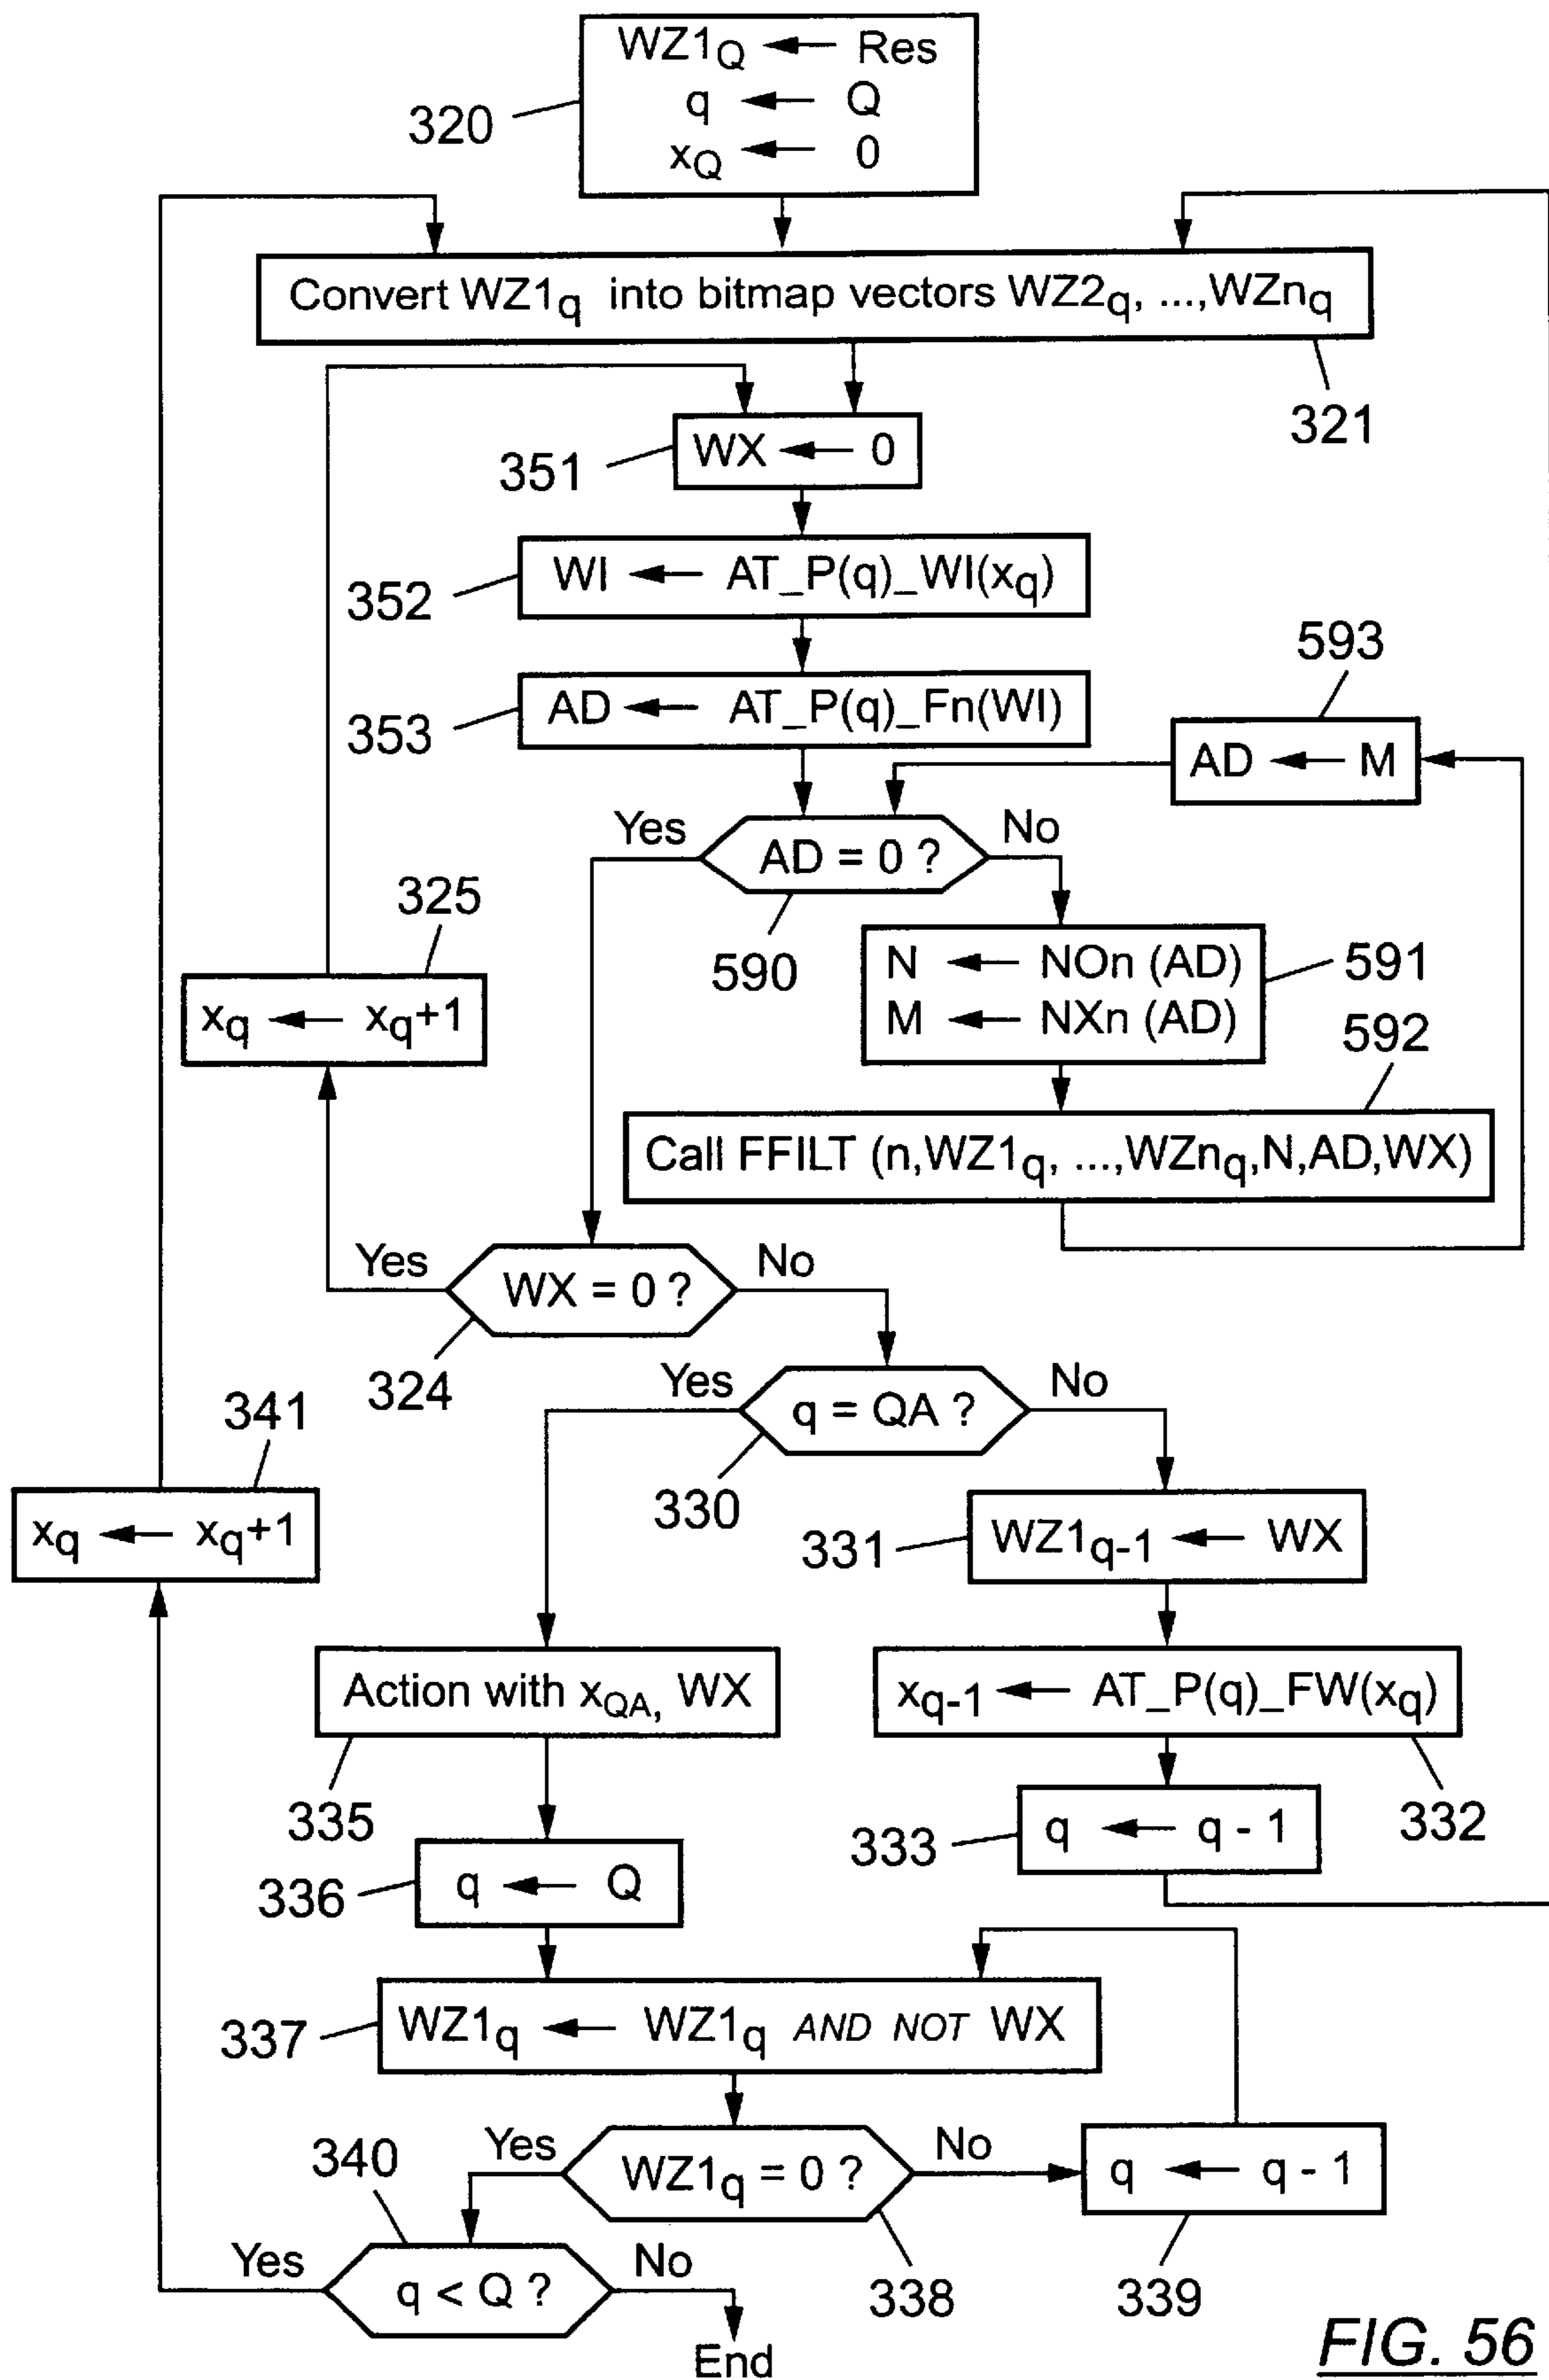 WZ1Q ← Res
q ← Q
xQ ← 0
320
Convert WZ1q into bitmap vectors WZ2q, ...,WZnq
321
WX ← 0
351
WI ← AT_P(q)_WI(xq)
352
593
AD ← AT_P(q)_Fn(WI)
353
AD ← M
Yes
No
AD = 0 ?
590
325
N ← NOn (AD)
M ← NXn (AD)
591
xq ← xq+1
592
Call FFILT (n,WZ1q, ...,WZnq,N,AD,WX)
Yes
No
WX = 0 ?
324
Yes
No
q = QA ?
330
341
xq ← xq+1
WZ1q-1 ← WX
331
Action with xQA, WX
335
xq-1 ← AT_P(q)_FW(xq)
332
q ← q - 1
333
q ← Q
336
WZ1q ← WZ1q AND NOT WX
337
Yes
No
WZ1q = 0 ?
338
q ← q - 1
339
340
Yes
No
q < Q ?
End
FIG. 56